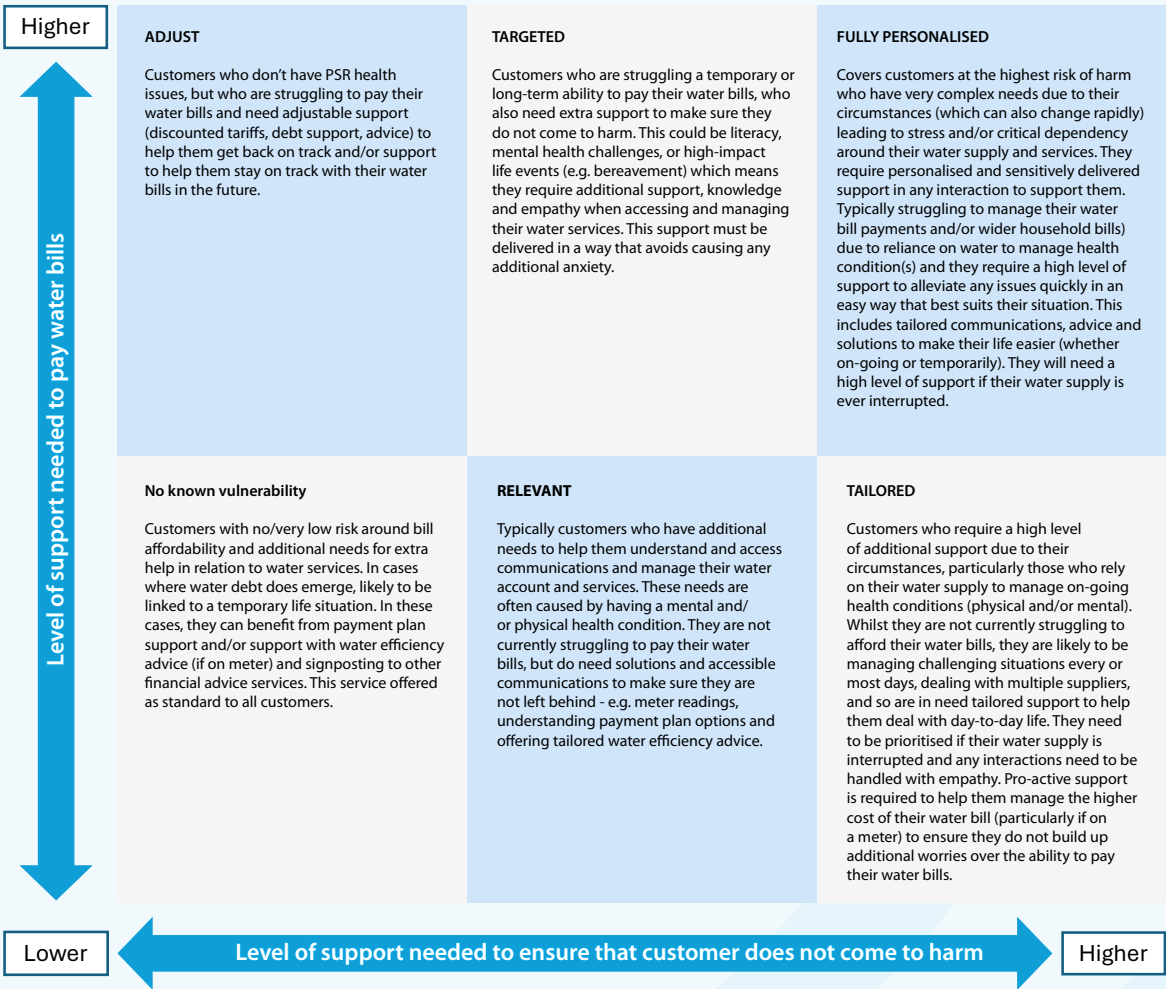 Higher
Level of support needed to pay water bills
ADJUST
Customers who don't have PSR health
issues, but who are struggling to pay their
water bills and need adjustable support
(discounted tariffs, debt support, advice) to
help them get back on track and/or support
to help them stay on track with their water
bills in the future.
TARGETED
Customers who are struggling a temporary or
long-term ability to pay their water bills, who
also need extra support to make sure they
do not come to harm. This could be literacy,
mental health challenges, or high-impact
life events (e.g. bereavement) which means
they require additional support, knowledge
and empathy when accessing and managing
their water services. This support must be
delivered in a way that avoids causing any
additional anxiety.
FULLY PERSONALISED
Covers customers at the highest risk of harm
who have very complex needs due to their
circumstances (which can also change rapidly)
leading to stress and/or critical dependency
around their water supply and services. They
require personalised and sensitively delivered
support in any interaction to support them.
Typically struggling to manage their water
bill payments and/or wider household bills)
due to reliance on water to manage health
condition(s) and they require a high level of
support to alleviate any issues quickly in an
easy way that best suits their situation. This
includes tailored communications, advice and
solutions to make their life easier (whether
on-going or temporarily). They will need a
high level of support if their water supply is
ever interrupted.
No known vulnerability
Customers with no/very low risk around bill
affordability and additional needs for extra
help in relation to water services. In cases
where water debt does emerge, likely to be
linked to a temporary life situation. In these
cases, they can benefit from payment plan
support and/or support with water efficiency
advice (if on meter) and signposting to other
financial advice services. This service offered
as standard to all customers.
RELEVANT
Typically customers who have additional
needs to help them understand and access
communications and manage their water
account and services. These needs are
often caused by having a mental and/
or physical health condition. They are not
currently struggling to pay their water
bills, but do need solutions and accessible
communications to make sure they are
not left behind - e.g. meter readings,
understanding payment plan options and
offering tailored water efficiency advice.
TAILORED
Customers who require a high level
of additional support due to their
circumstances, particularly those who rely
on their water supply to manage on-going
health conditions (physical and/or mental).
Whilst they are not currently struggling to
afford their water bills, they are likely to be
managing challenging situations every or
most days, dealing with multiple suppliers,
and so are in need tailored support to help
them deal with day-to-day life. They need
to be prioritised if their water supply is
interrupted and any interactions need to be
handled with empathy. Pro-active support
is required to help them manage the higher
cost of their water bill (particularly if on
a meter) to ensure they do not build up
additional worries over the ability to pay
their water bills.
Lower
Level of support needed to ensure that customer does not come to harm
Higher